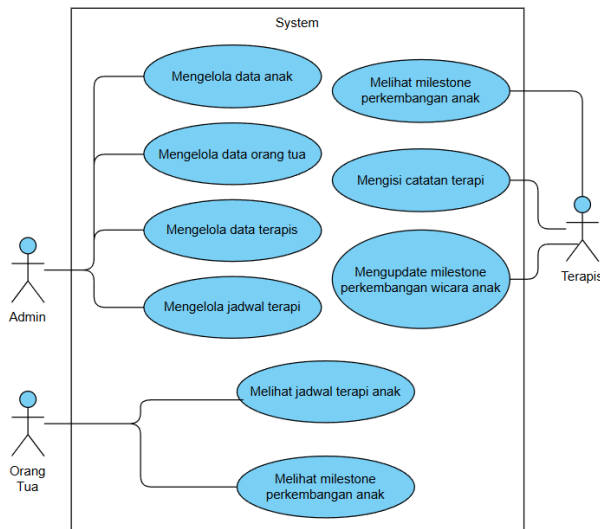 System
Mengelola data anak
Melihat milestone
perkembangan anak
Mengelola data orang tua
Mengisi catatan terapi
Mengelola data terapis
Mengupdate milestone
perkembangan wicara anak
Terapis
Mengelola jadwal terapi
Admin
Melihat jadwal terapi anak
Orang
Tua
Melihat milestone
perkembangan anak